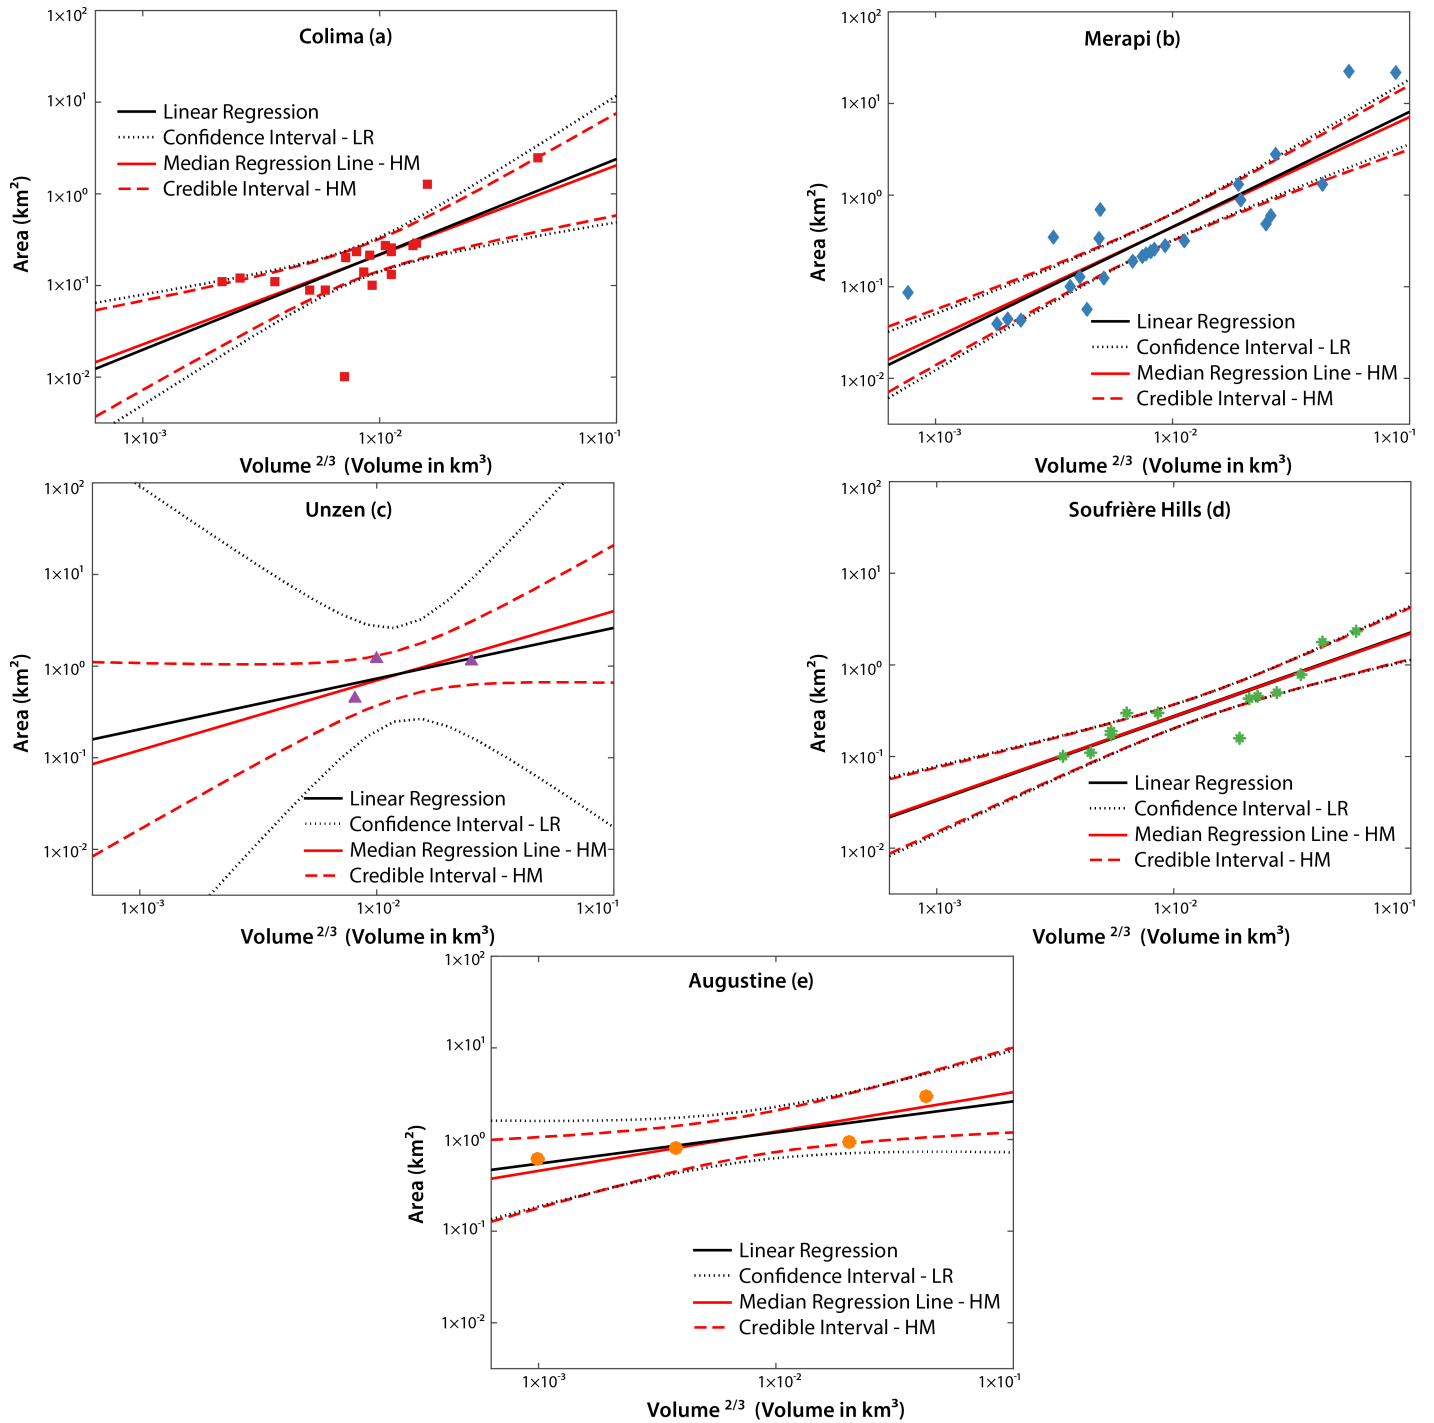 Colima (a)
1×10²
1×10¹
1×10⁰
1×10⁻¹
1×10⁻²
Area (km²)
Linear Regression
Confidence Interval - LR
Median Regression Line - HM
Credible Interval - HM
1×10⁻³
1×10⁻²
1×10⁻¹
Volume ²/³ (Volume in km³)
Merapi (b)
1×10²
1×10¹
1×10⁰
1×10⁻¹
1×10⁻²
Area (km²)
Linear Regression
Confidence Interval - LR
Median Regression Line - HM
Credible Interval - HM
1×10⁻³
1×10⁻²
1×10⁻¹
Volume ²/³ (Volume in km³)
Unzen (c)
1×10²
1×10¹
1×10⁰
1×10⁻¹
1×10⁻²
Area (km²)
Linear Regression
Confidence Interval - LR
Median Regression Line - HM
Credible Interval - HM
1×10⁻³
1×10⁻²
1×10⁻¹
Volume ²/³ (Volume in km³)
Soufrière Hills (d)
1×10²
1×10¹
1×10⁰
1×10⁻¹
1×10⁻²
Area (km²)
Linear Regression
Confidence Interval - LR
Median Regression Line - HM
Credible Interval - HM
1×10⁻³
1×10⁻²
1×10⁻¹
Volume ²/³ (Volume in km³)
Augustine (e)
1×10²
1×10¹
1×10⁰
1×10⁻¹
1×10⁻²
Area (km²)
Linear Regression
Confidence Interval - LR
Median Regression Line - HM
Credible Interval - HM
1×10⁻³
1×10⁻²
1×10⁻¹
Volume ²/³ (Volume in km³)